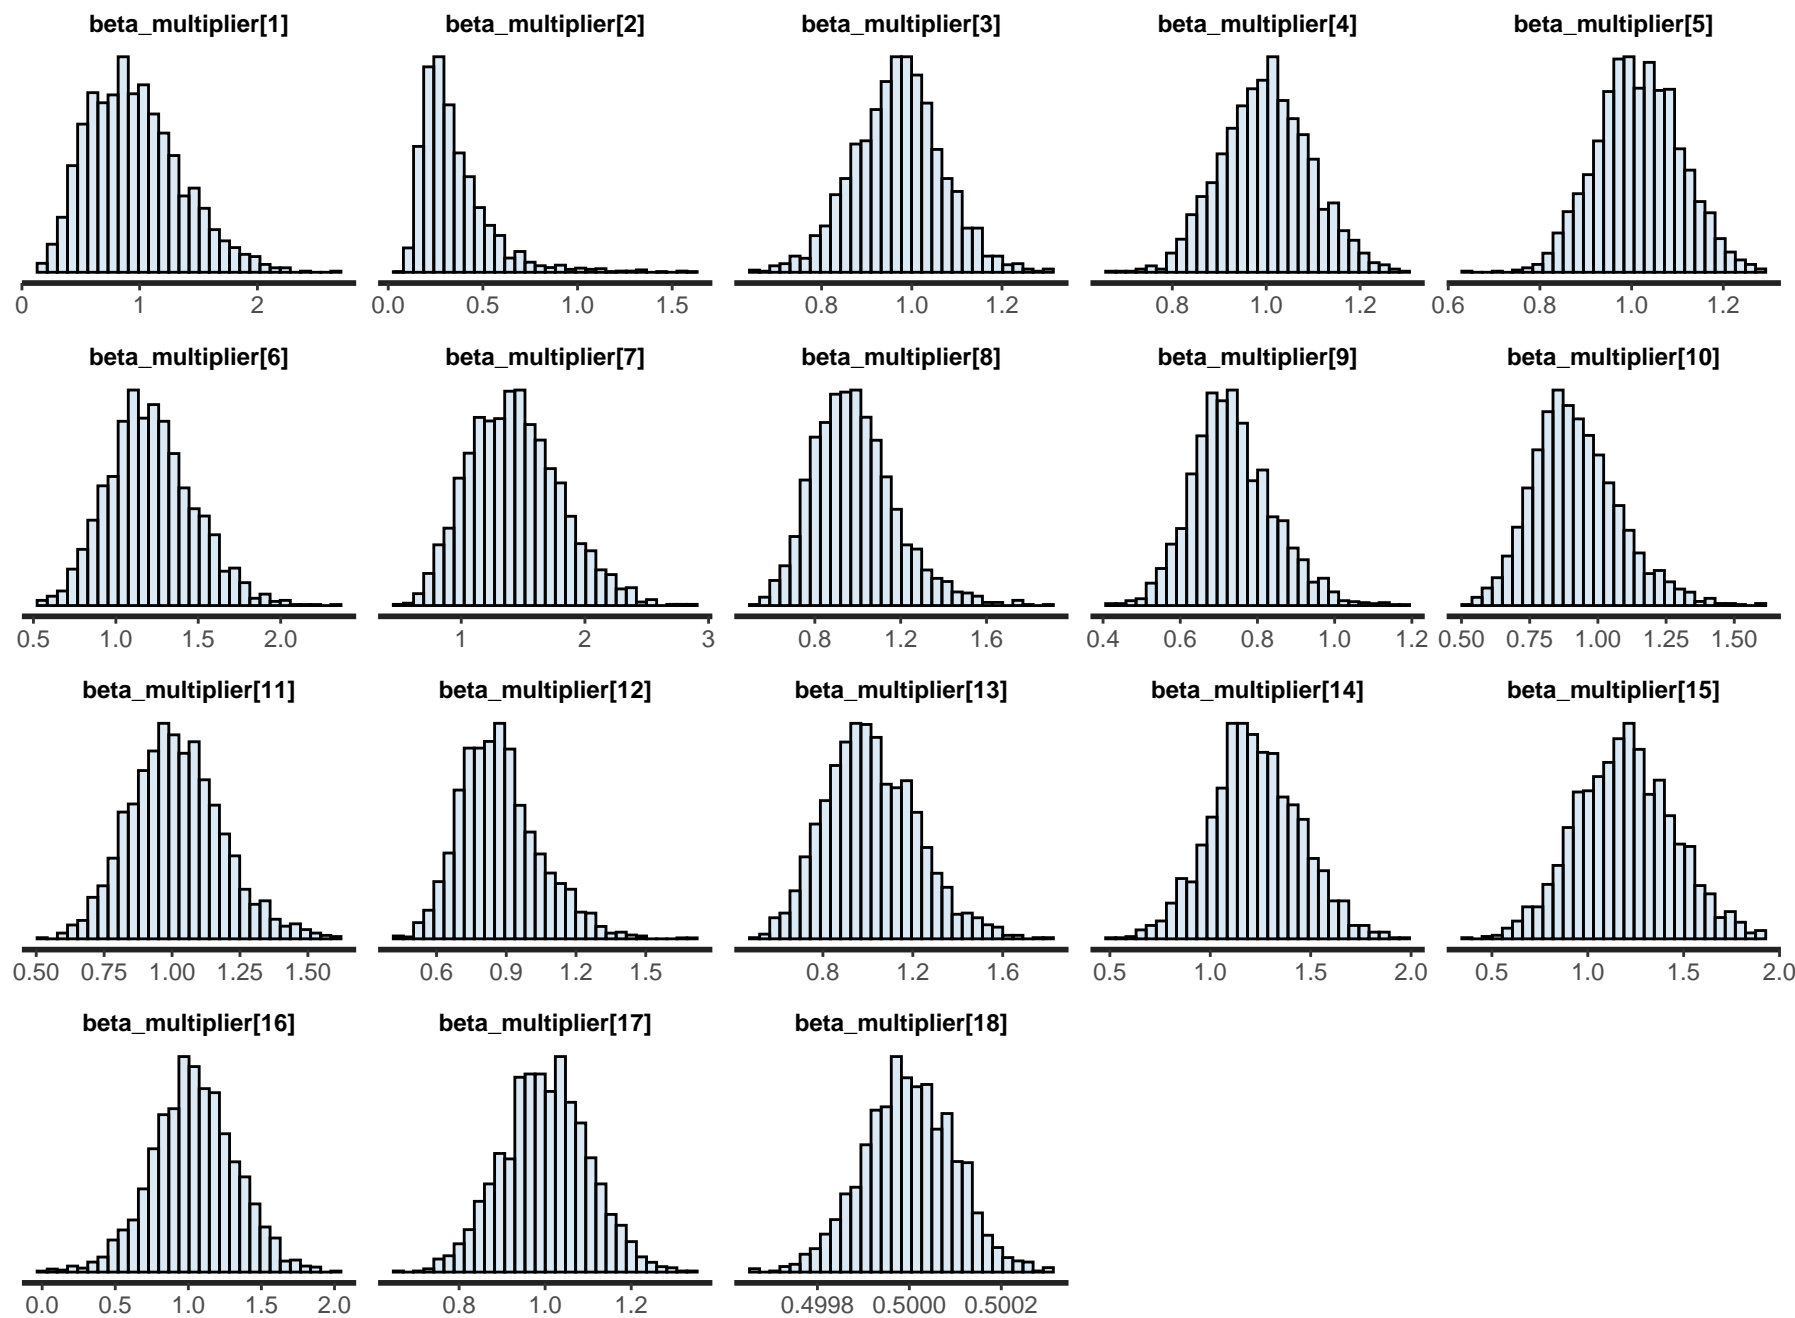 beta_multiplier[1] beta_multiplier[2] beta_multiplier[3] beta_multiplier[4] beta_multiplier[5]
0 1 2 0.0 0.5 1.0 1.5 0.8 1.0 1.2 0.8 1.0 1.2 0.6 0.8 1.0 1.2
beta_multiplier[6] beta_multiplier[7] beta_multiplier[8] beta_multiplier[9] beta_multiplier[10]
0.5 1.0 1.5 2.0 1 2 3 0.8 1.2 1.6 0.4 0.6 0.8 1.0 1.2 0.50 0.75 1.00 1.25 1.50
beta_multiplier[11] beta_multiplier[12] beta_multiplier[13] beta_multiplier[14] beta_multiplier[15]
0.50 0.75 1.00 1.25 1.50 0.6 0.9 1.2 1.5 0.8 1.2 1.6 0.5 1.0 1.5 2.0 0.5 1.0 1.5 2.0
beta_multiplier[16] beta_multiplier[17] beta_multiplier[18]
0.0 0.5 1.0 1.5 2.0 0.8 1.0 1.2 0.4998 0.5000 0.5002